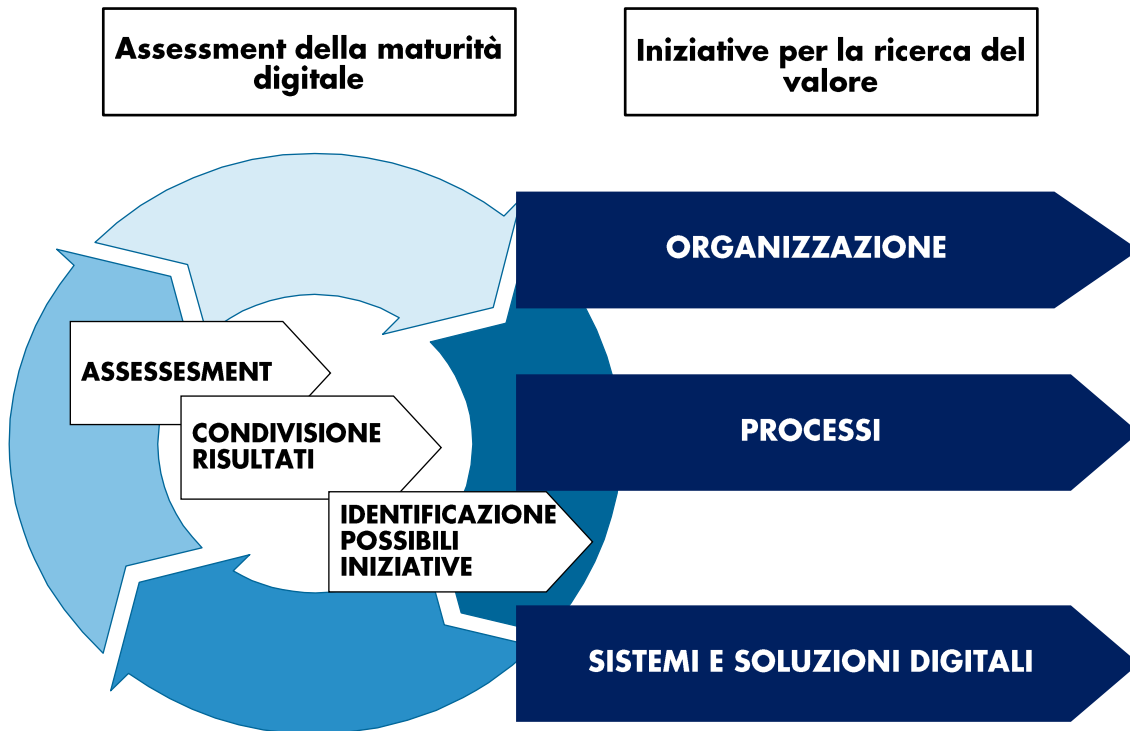 Assessment della maturità
digitale
Iniziative per la ricerca del
valore
ORGANIZZAZIONE
ASSESSESMENT
CONDIVISIONE
RISULTATI
PROCESSI
IDENTIFICAZIONE
POSSIBILI
INIZIATIVE
SISTEMI E SOLUZIONI DIGITALI